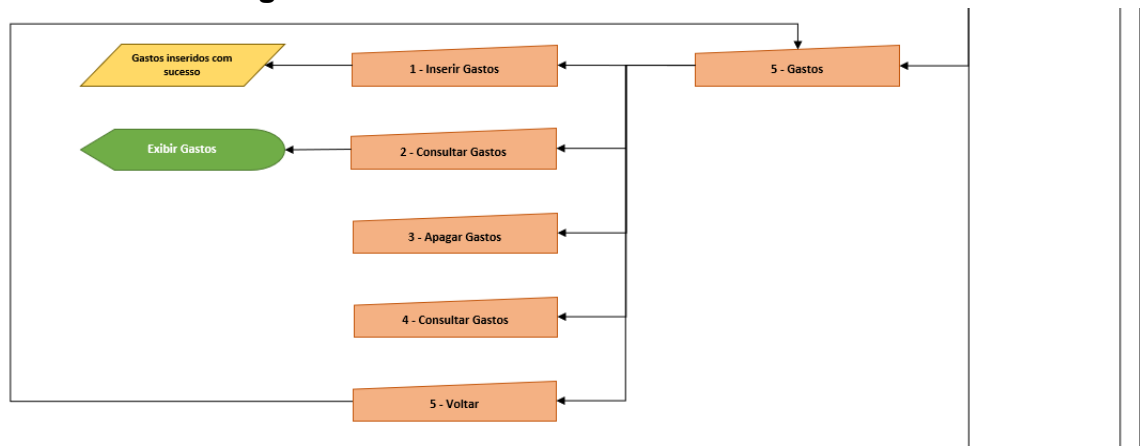 Gastos inseridos com
sucesso
1 - Inserir Gastos
5 - Gastos
Exibir Gastos
2 - Consultar Gastos
3 - Apagar Gastos
4 - Consultar Gastos
5 - Voltar